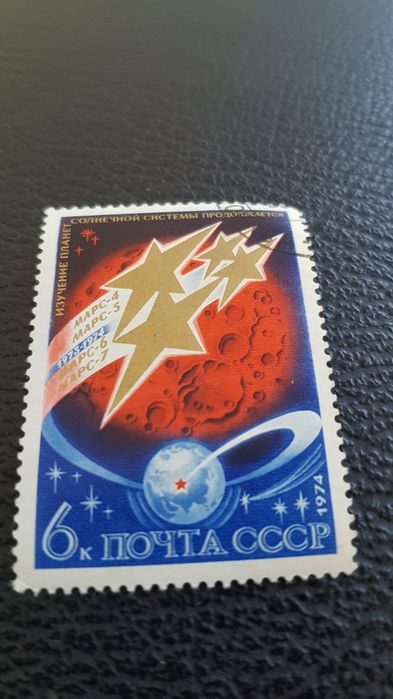 ИЗУЧЕНИЕ ПЛАНЕТ
СОЛНЕЧНОЙ СИСТЕМЫ ПРОДОЛЖАЕТСЯ
МАРС-4
МАРС-5
1973-1974
МАРС-6
МАРС-7
6к ПОЧТА СССР
1974